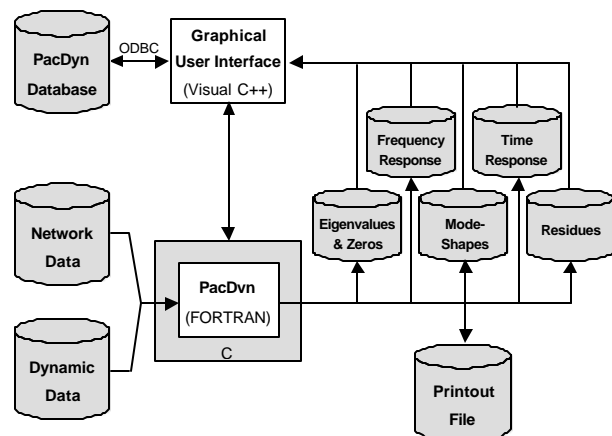 PacDyn
Database
ODBC
Graphical
User Interface
(Visual C++)
Frequency
Response
Time
Response
Eigenvalues
& Zeros
Mode-
Shapes
Residues
Network
Data
PacDvn
(FORTRAN)
C
Dynamic
Data
Printout
File